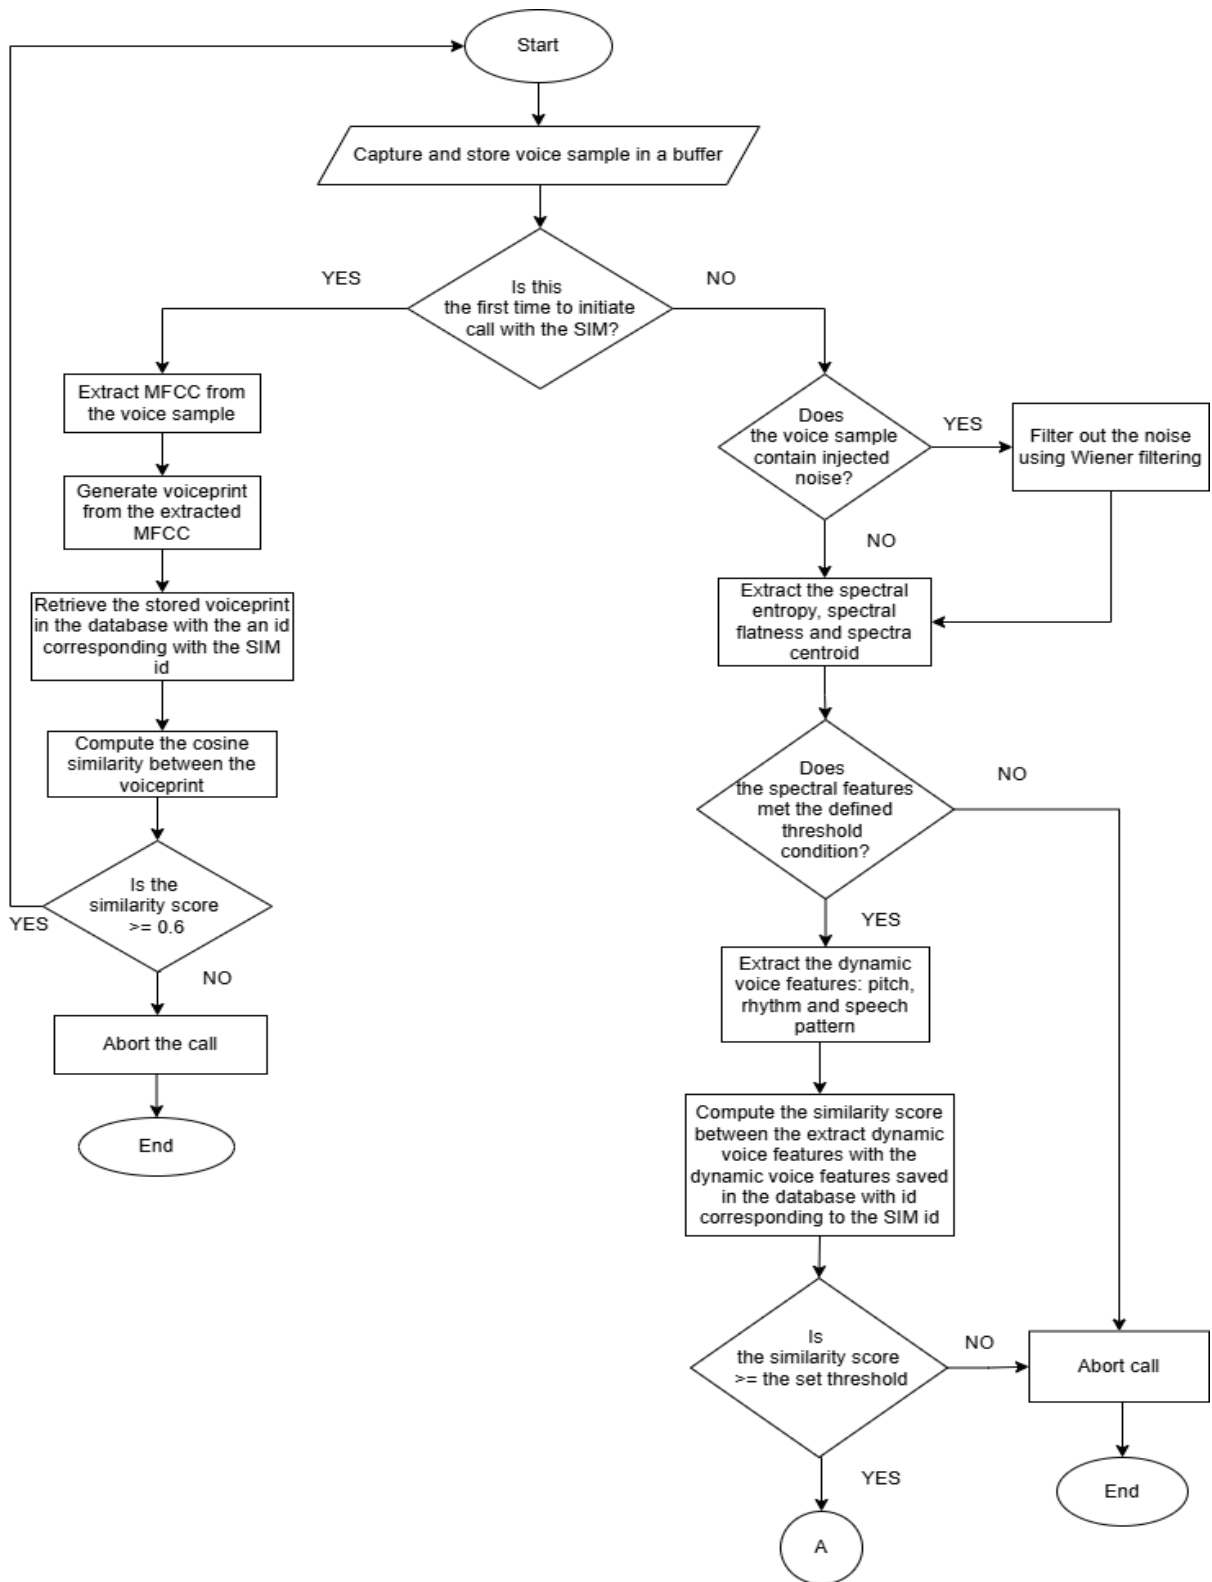 Start
Capture and store voice sample in a buffer
Is this
the first time to initiate
call with the SIM?
YES
NO
Extract MFCC from
the voice sample
Generate voiceprint
from the extracted
MFCC
Retrieve the stored voiceprint
in the database with the an id
corresponding with the SIM
id
Compute the cosine
similarity between the
voiceprint
Is the
similarity score
>= 0.6
YES
NO
Abort the call
End
Does
the voice sample
contain injected
noise?
YES
Filter out the noise
using Wiener filtering
NO
Extract the spectral
entropy, spectral
flatness and spectra
centroid
Does
the spectral features
met the defined
threshold
condition?
NO
YES
Extract the dynamic
voice features: pitch,
rhythm and speech
pattern
Compute the similarity score
between the extract dynamic
voice features with the
dynamic voice features saved
in the database with id
corresponding to the SIM id
Is
the similarity score
>= the set threshold
NO
Abort call
YES
End
A